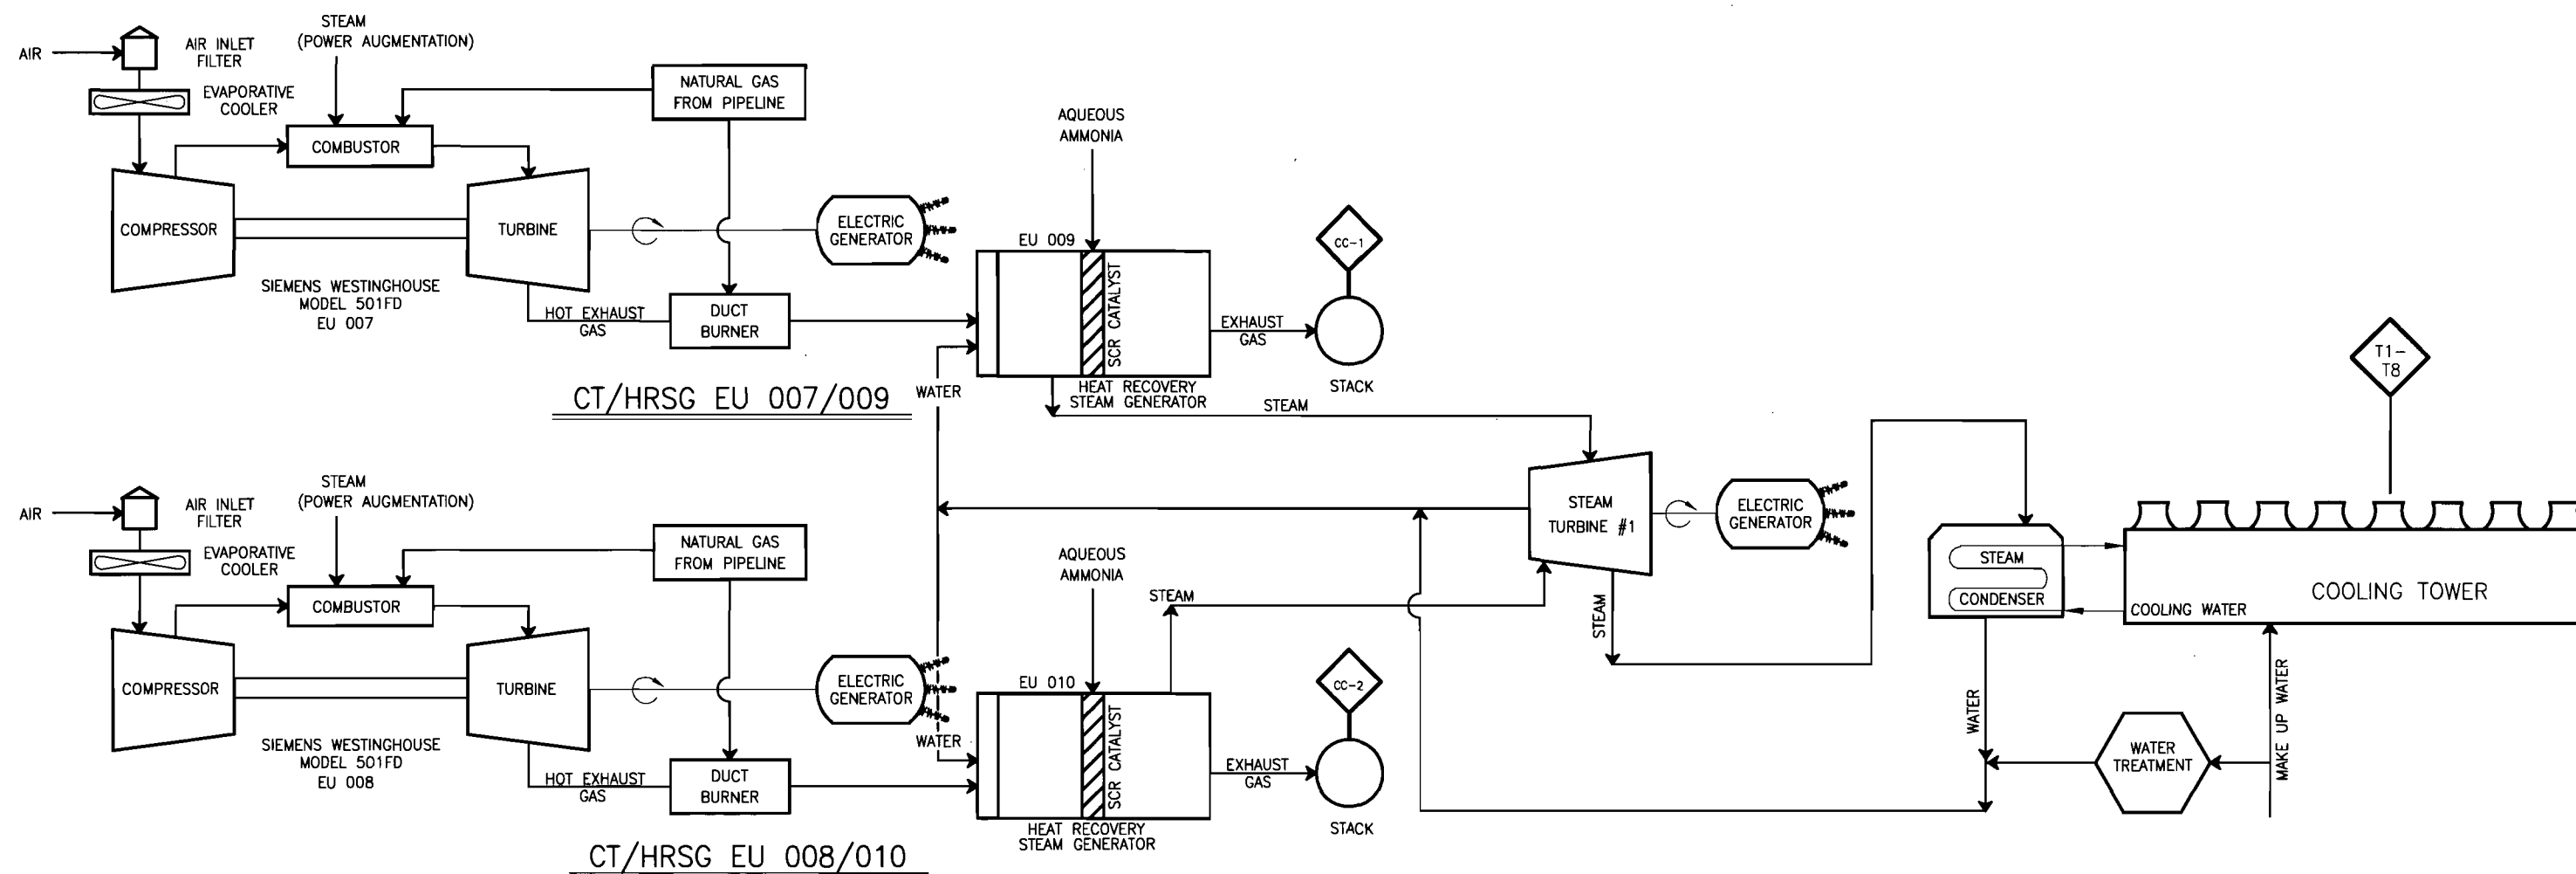 AIR
AIR INLET
FILTER
EVAPORATIVE
COOLER
STEAM
(POWER AUGMENTATION)
NATURAL GAS
FROM PIPELINE
COMBUSTOR
COMPRESSOR
TURBINE
SIEMENS WESTINGHOUSE
MODEL 501FD
EU 007
HOT EXHAUST
GAS
DUCT
BURNER
ELECTRIC
GENERATOR
CT/HRSG EU 007/009
AQUEOUS
AMMONIA
EU 009
SCR CATALYST
HEAT RECOVERY
STEAM GENERATOR
WATER
EXHAUST
GAS
CC-1
STACK
STEAM
AIR
AIR INLET
FILTER
EVAPORATIVE
COOLER
STEAM
(POWER AUGMENTATION)
NATURAL GAS
FROM PIPELINE
COMBUSTOR
COMPRESSOR
TURBINE
SIEMENS WESTINGHOUSE
MODEL 501FD
EU 008
HOT EXHAUST
GAS
DUCT
BURNER
ELECTRIC
GENERATOR
CT/HRSG EU 008/010
AQUEOUS
AMMONIA
EU 010
SCR CATALYST
HEAT RECOVERY
STEAM GENERATOR
WATER
EXHAUST
GAS
CC-2
STACK
STEAM
STEAM
TURBINE #1
ELECTRIC
GENERATOR
STEAM
STEAM
CONDENSER
COOLING WATER
COOLING TOWER
T1-
T8
WATER
WATER
TREATMENT
MAKE UP WATER